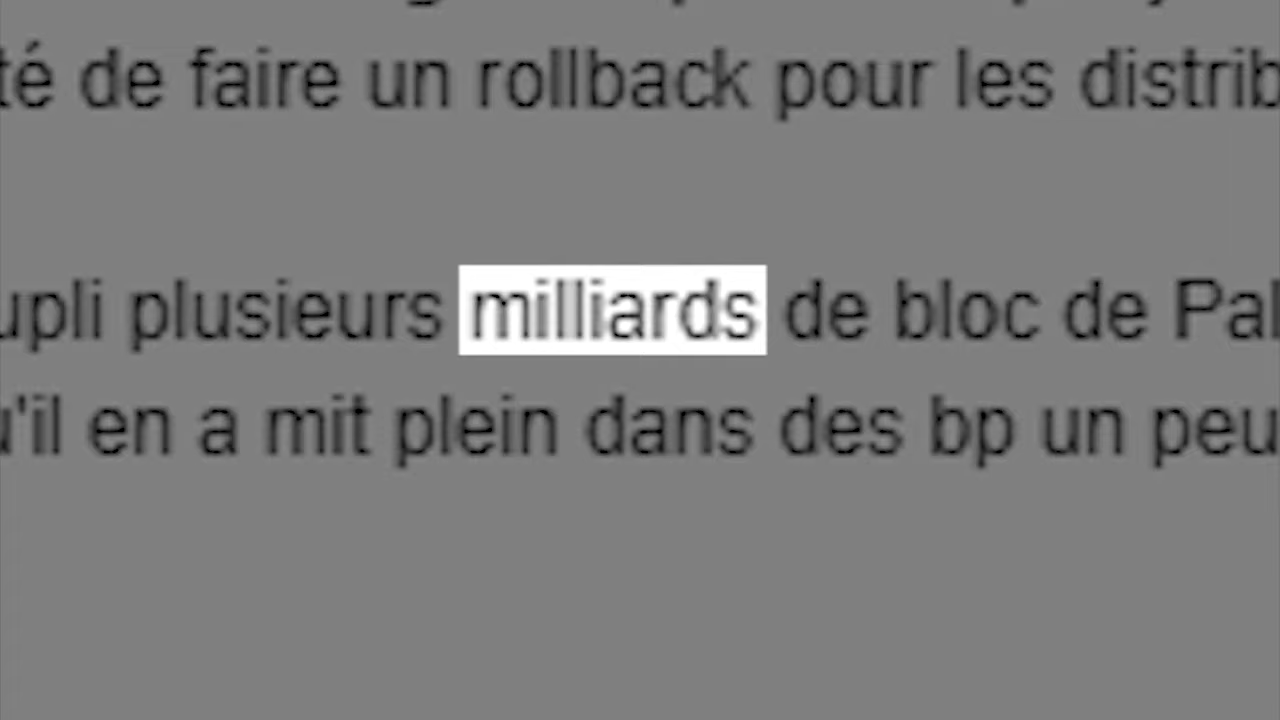 té de faire un rollback pour les distrib
upli plusieurs milliards de bloc de Pal
u'il en a mit plein dans des bp un peu